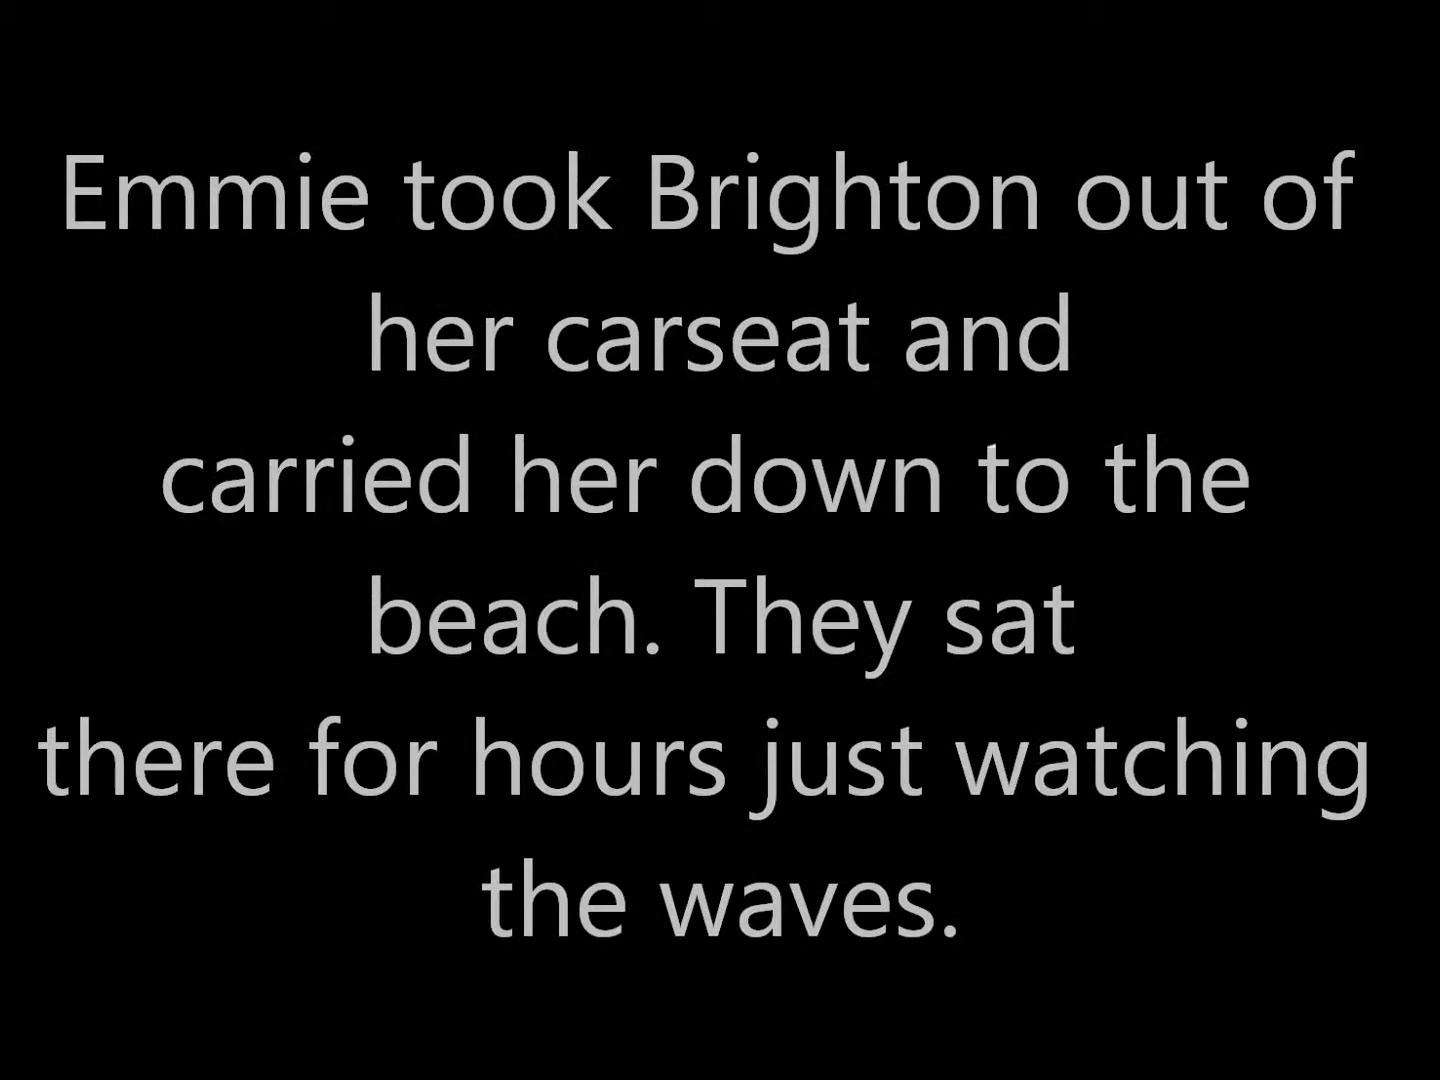 Emmie took Brighton out of
her carseat and
carried her down to the
beach. They sat
there for hours just watching
the waves.